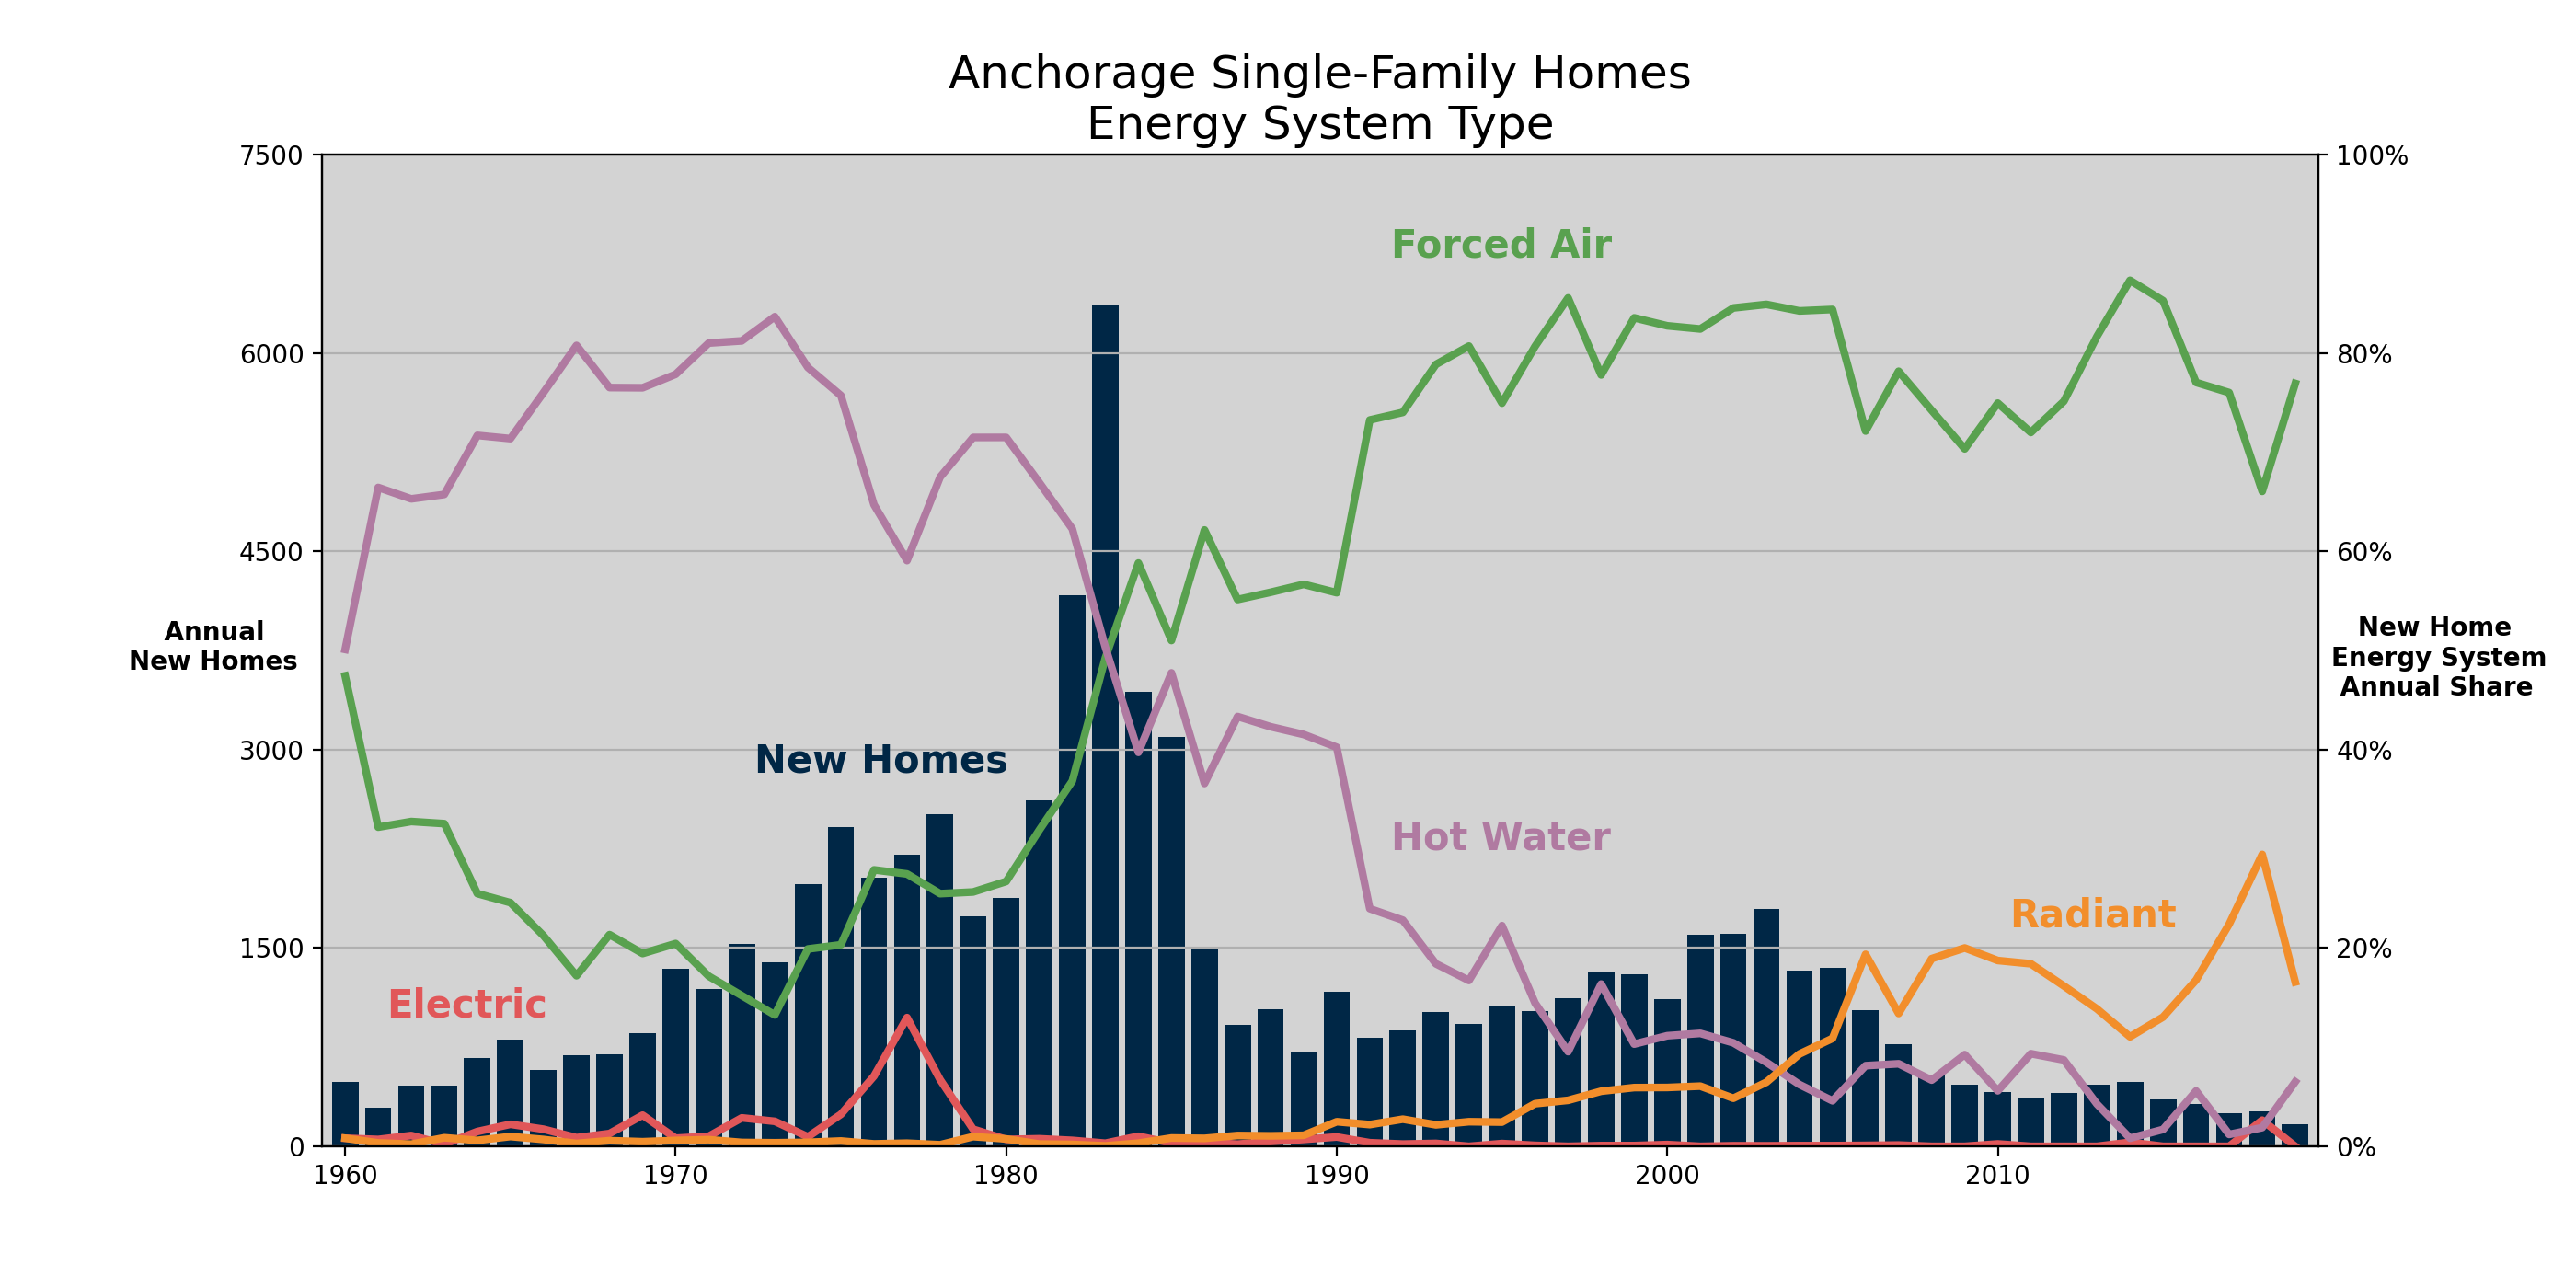 Anchorage Single-Family Homes
Energy System Type
7500
6000
4500
3000
1500
0
Annual
New Homes
100%
80%
60%
40%
20%
0%
New Home
Energy System
Annual Share
Forced Air
New Homes
Hot Water
Radiant
Electric
1960
1970
1980
1990
2000
2010